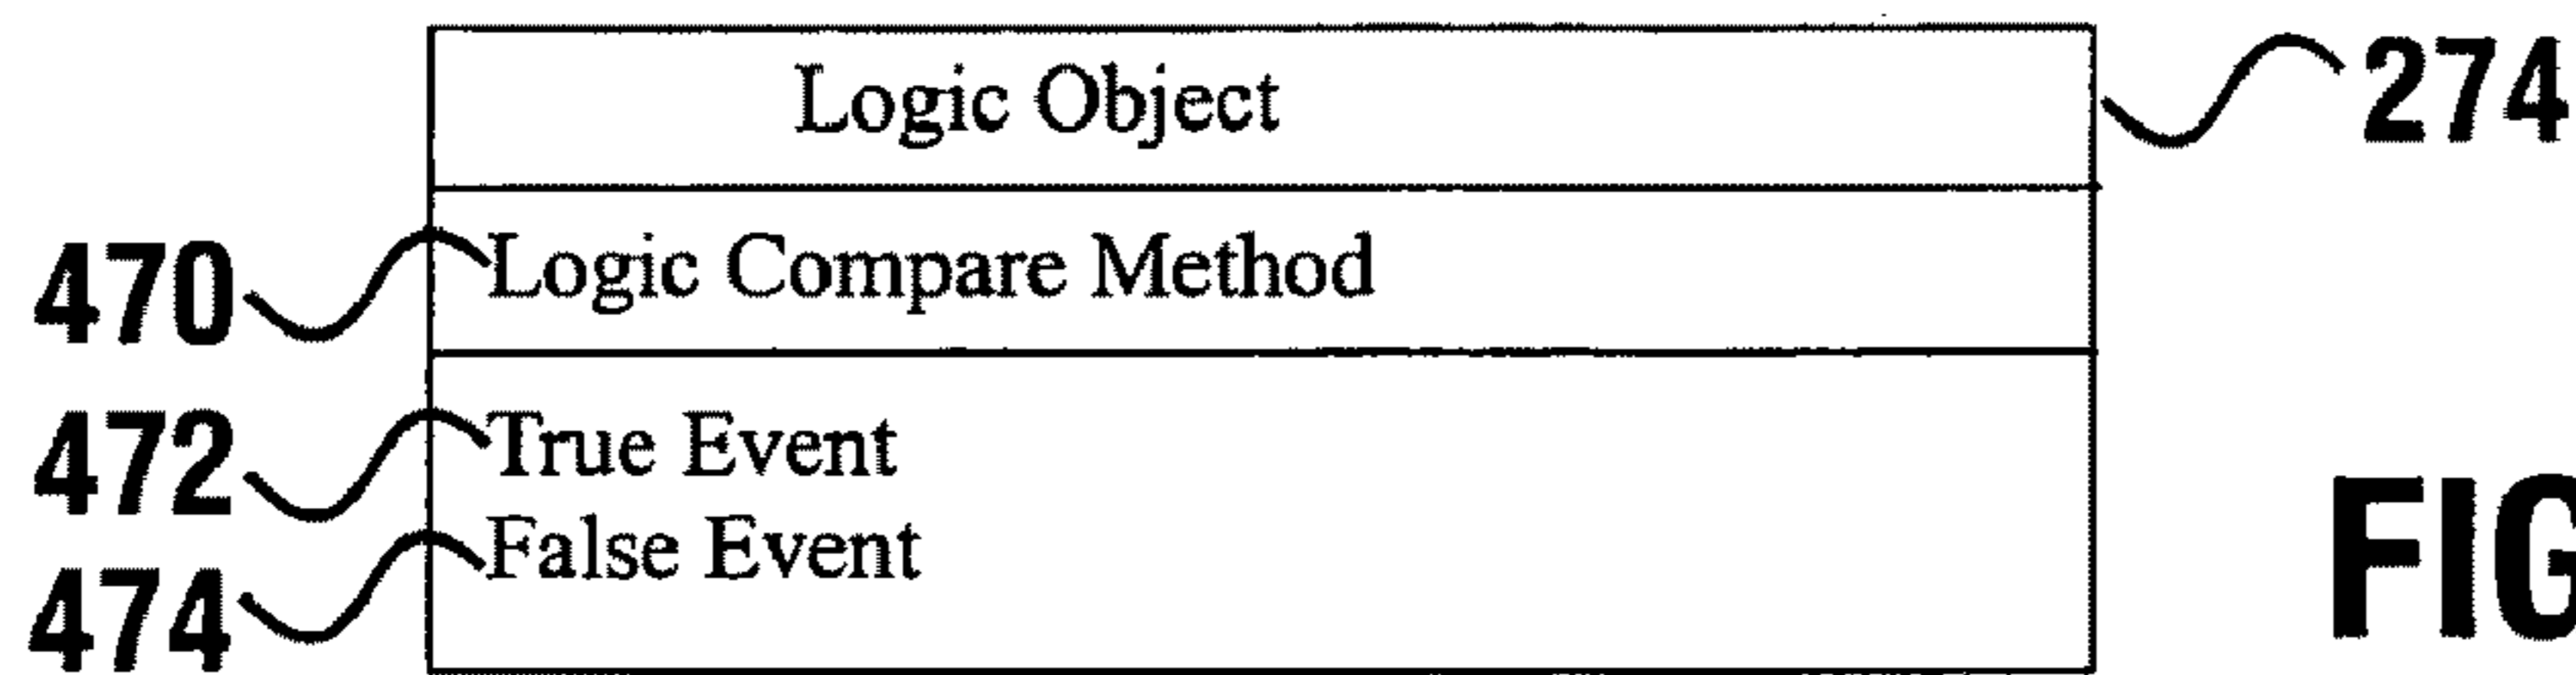 Logic Object 274
470 Logic Compare Method
472 True Event
474 False Event
FIG